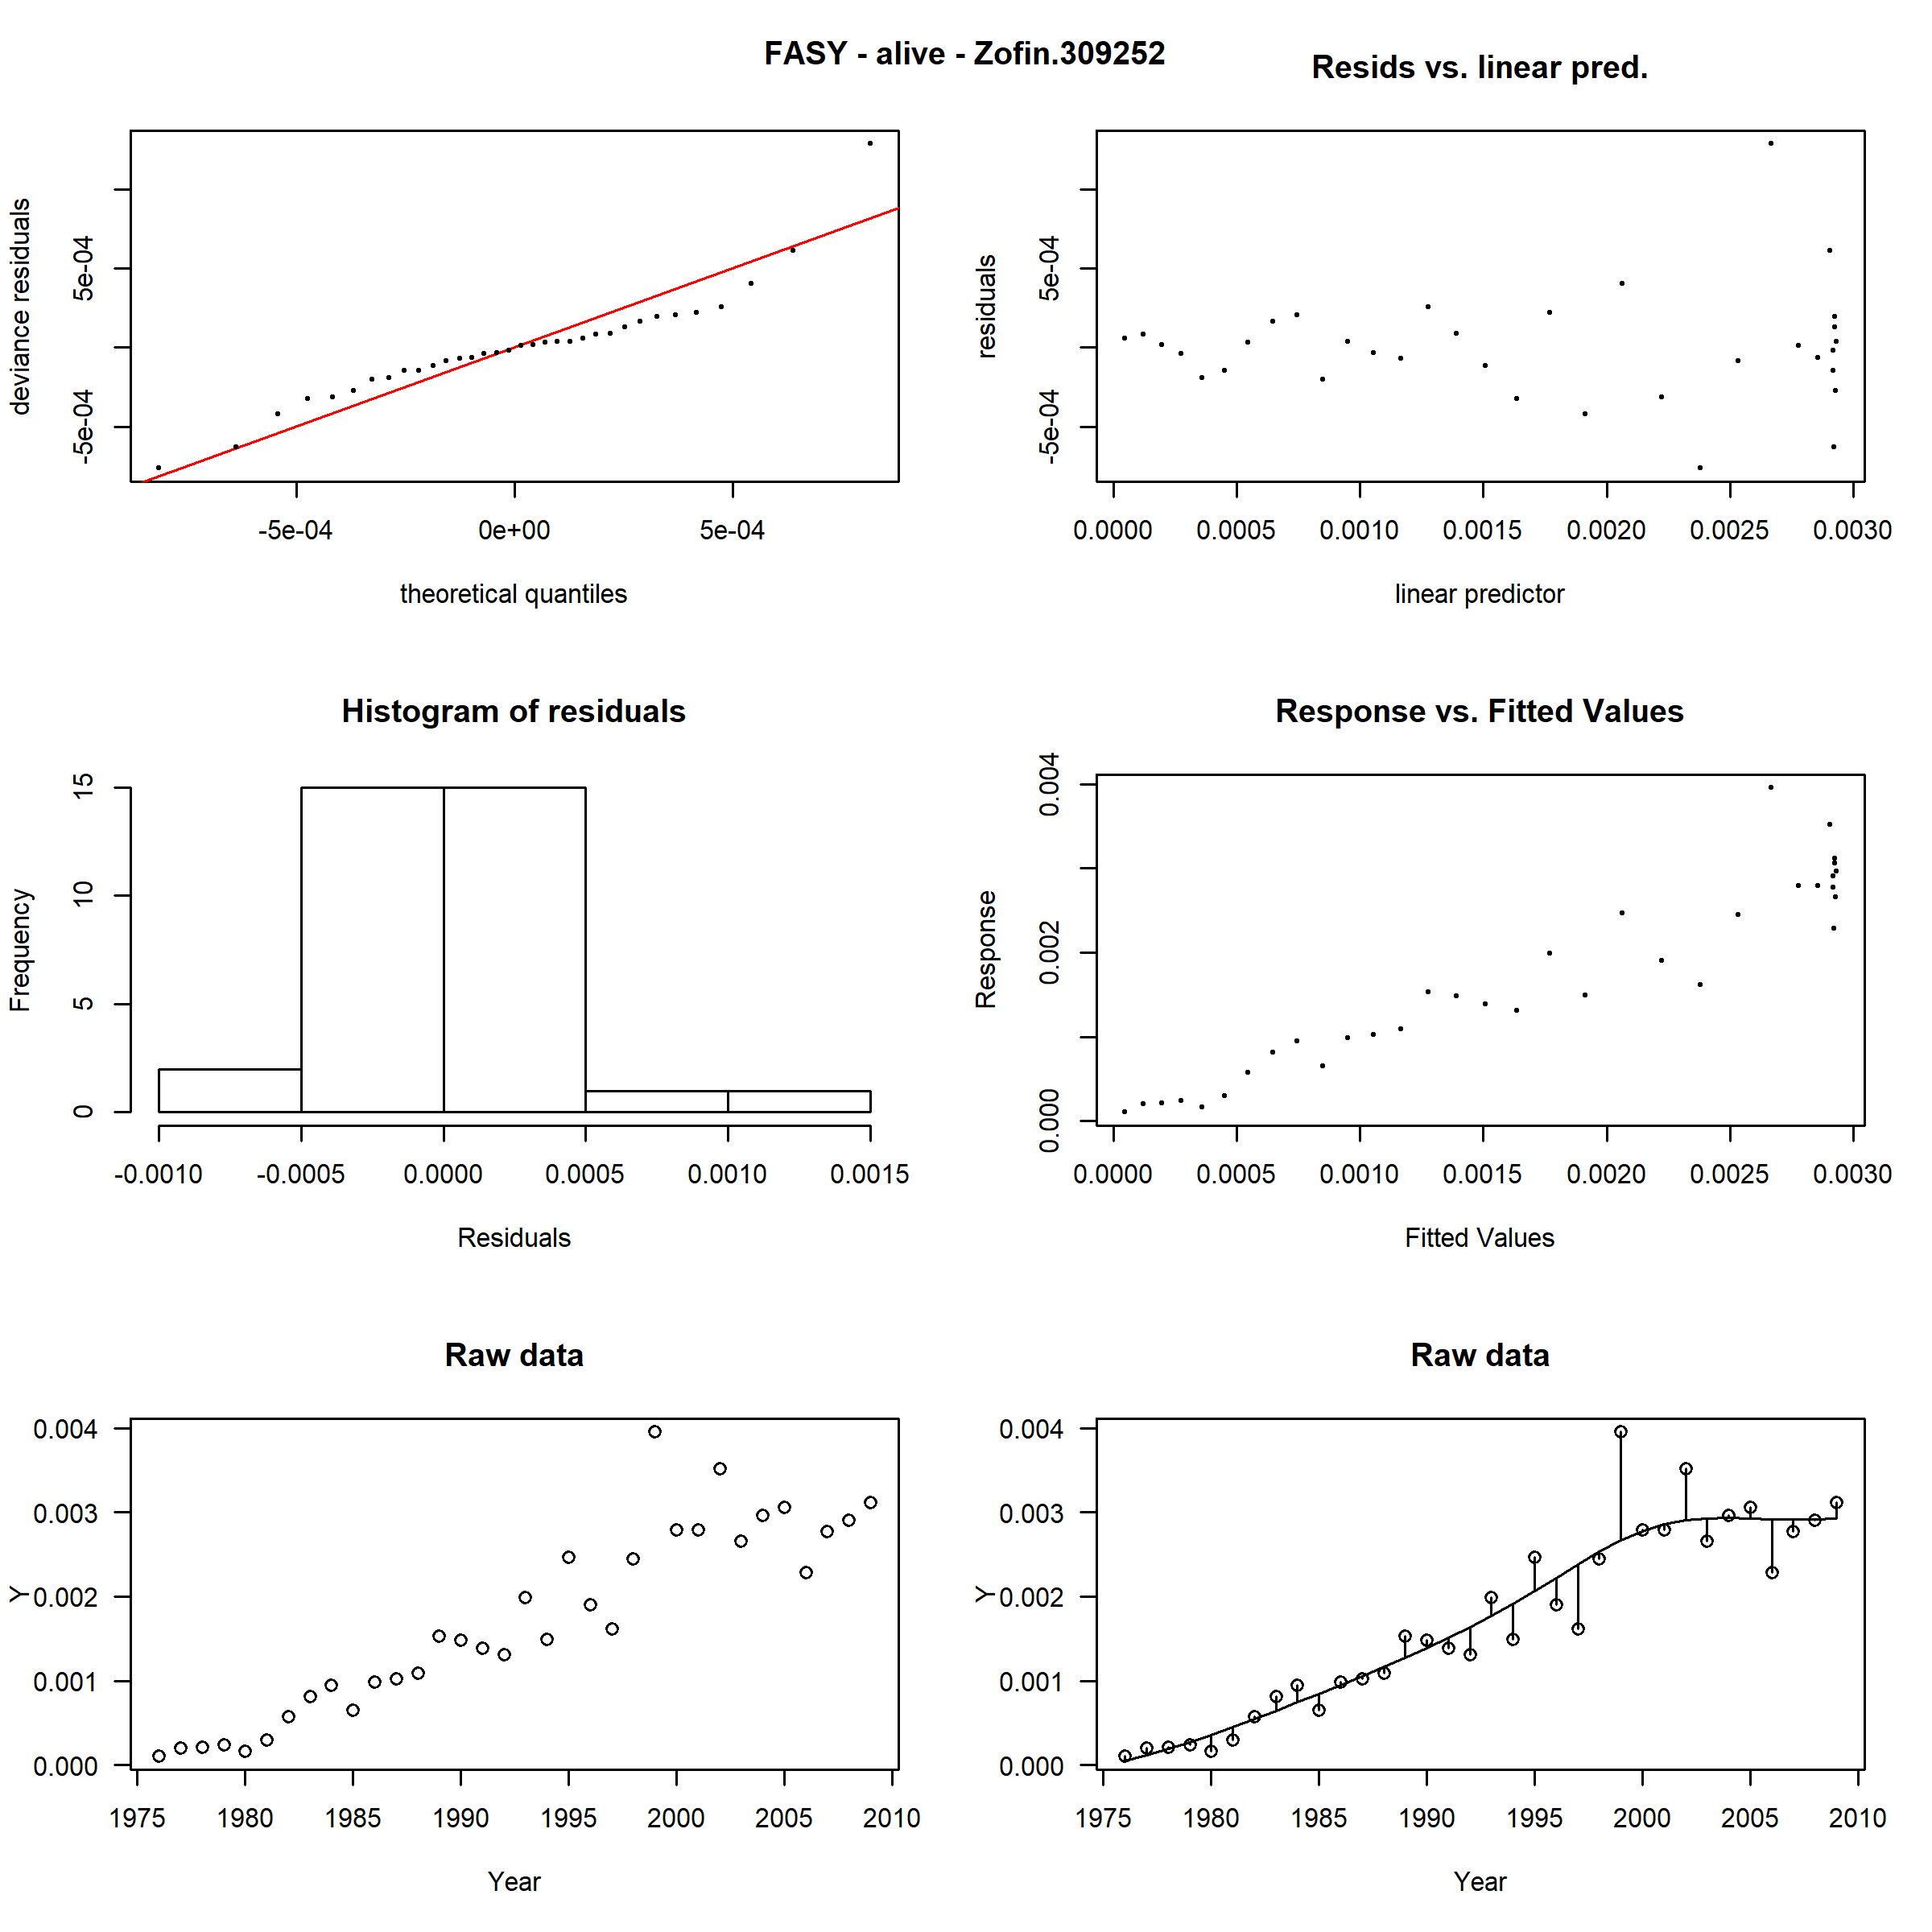 FASY - alive - Zofin.309252
deviance residuals
-5e-04 5e-04
-5e-04 0e+00 5e-04
theoretical quantiles
Resids vs. linear pred.
residuals
-5e-04 5e-04
0.0000 0.0005 0.0010 0.0015 0.0020 0.0025 0.0030
linear predictor
Histogram of residuals
Frequency
0 5 10 15
-0.0010 -0.0005 0.0000 0.0005 0.0010 0.0015
Residuals
Response vs. Fitted Values
Response
0.000 0.002 0.004
0.0000 0.0005 0.0010 0.0015 0.0020 0.0025 0.0030
Fitted Values
Raw data
Y
0.004
0.003
0.002
0.001
0.000
1975 1980 1985 1990 1995 2000 2005 2010
Year
Raw data
Y
0.004
0.003
0.002
0.001
0.000
1975 1980 1985 1990 1995 2000 2005 2010
Year